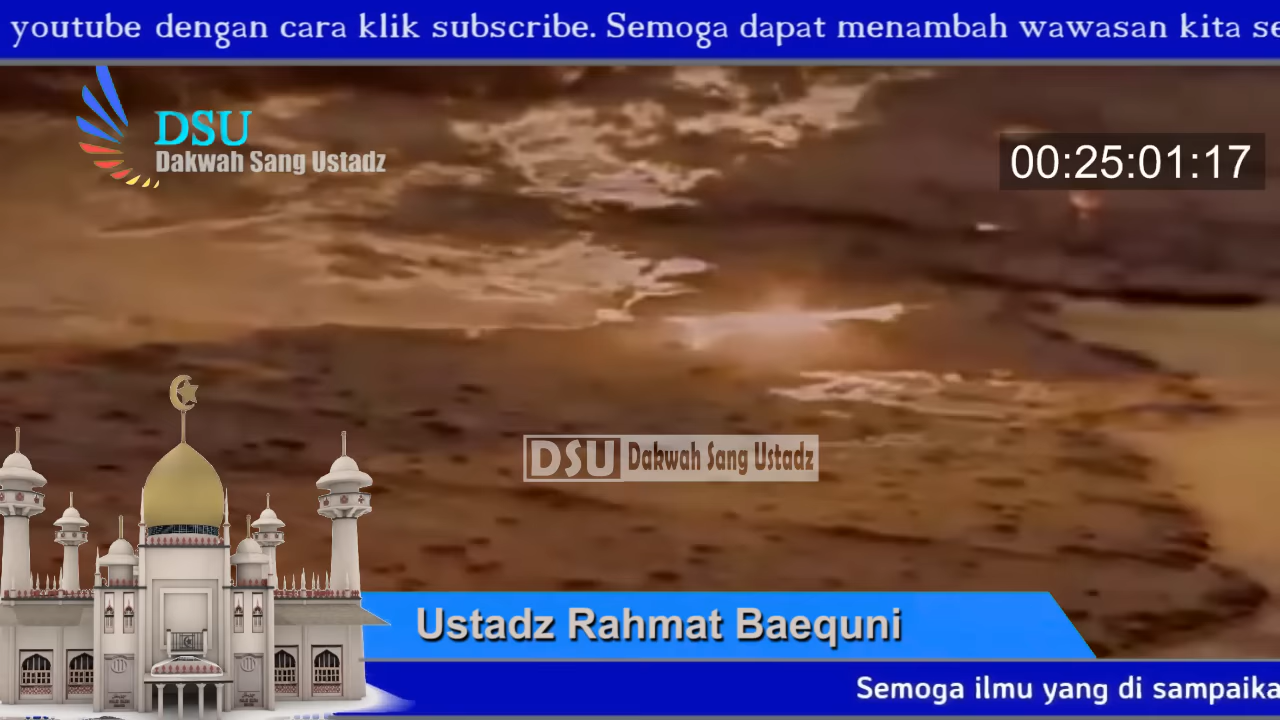 youtube dengan cara klik subscribe. Semoga dapat menambah wawasan kita se
DSU
Dakwah Sang Ustadz
00:25:01:17
DSU Dakwah Sang Ustadz
Ustadz Rahmat Baequni
Semoga ilmu yang di sampaika